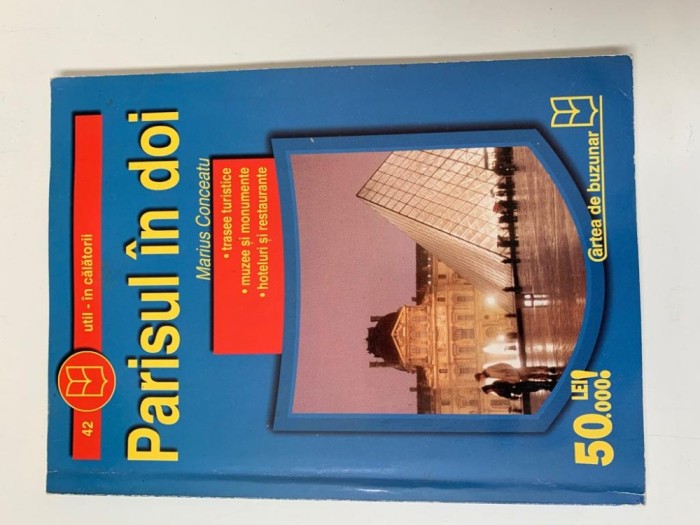 42 util - în călătorii
Parisul în doi
Marius Conceatu
• trasee turistice
• muzee și monumente
• hoteluri și restaurante
50.000!
LEI
Cartea de buzunar